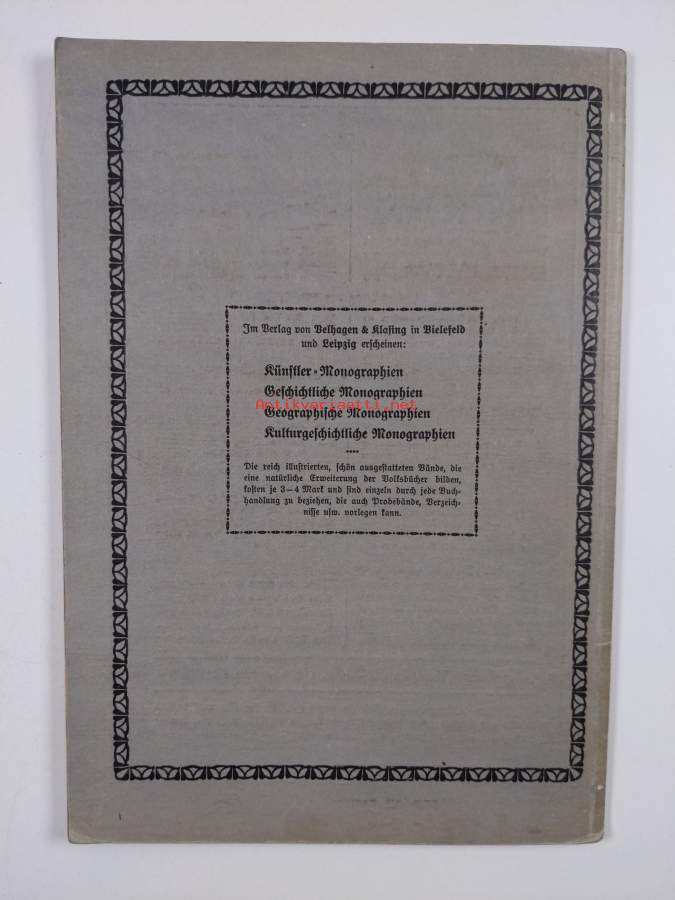 Im Verlag von Velhagen & Klasing in Bielefeld
und Leipzig erscheinen:
Künstler-Monographien
Geschichtliche Monographien
Antikvariaatti.net
Geographische Monographien
Kulturgeschichtliche Monographien
Die reich illustrierten, schön ausgestatteten Bände, die
eine natürliche Erweiterung der Volksbücher bilden,
kosten je 3–4 Mark und sind einzeln durch jede Buch-
handlung zu beziehen, die auch Probebände, Verzeich-
nisse usw. vorlegen kann.